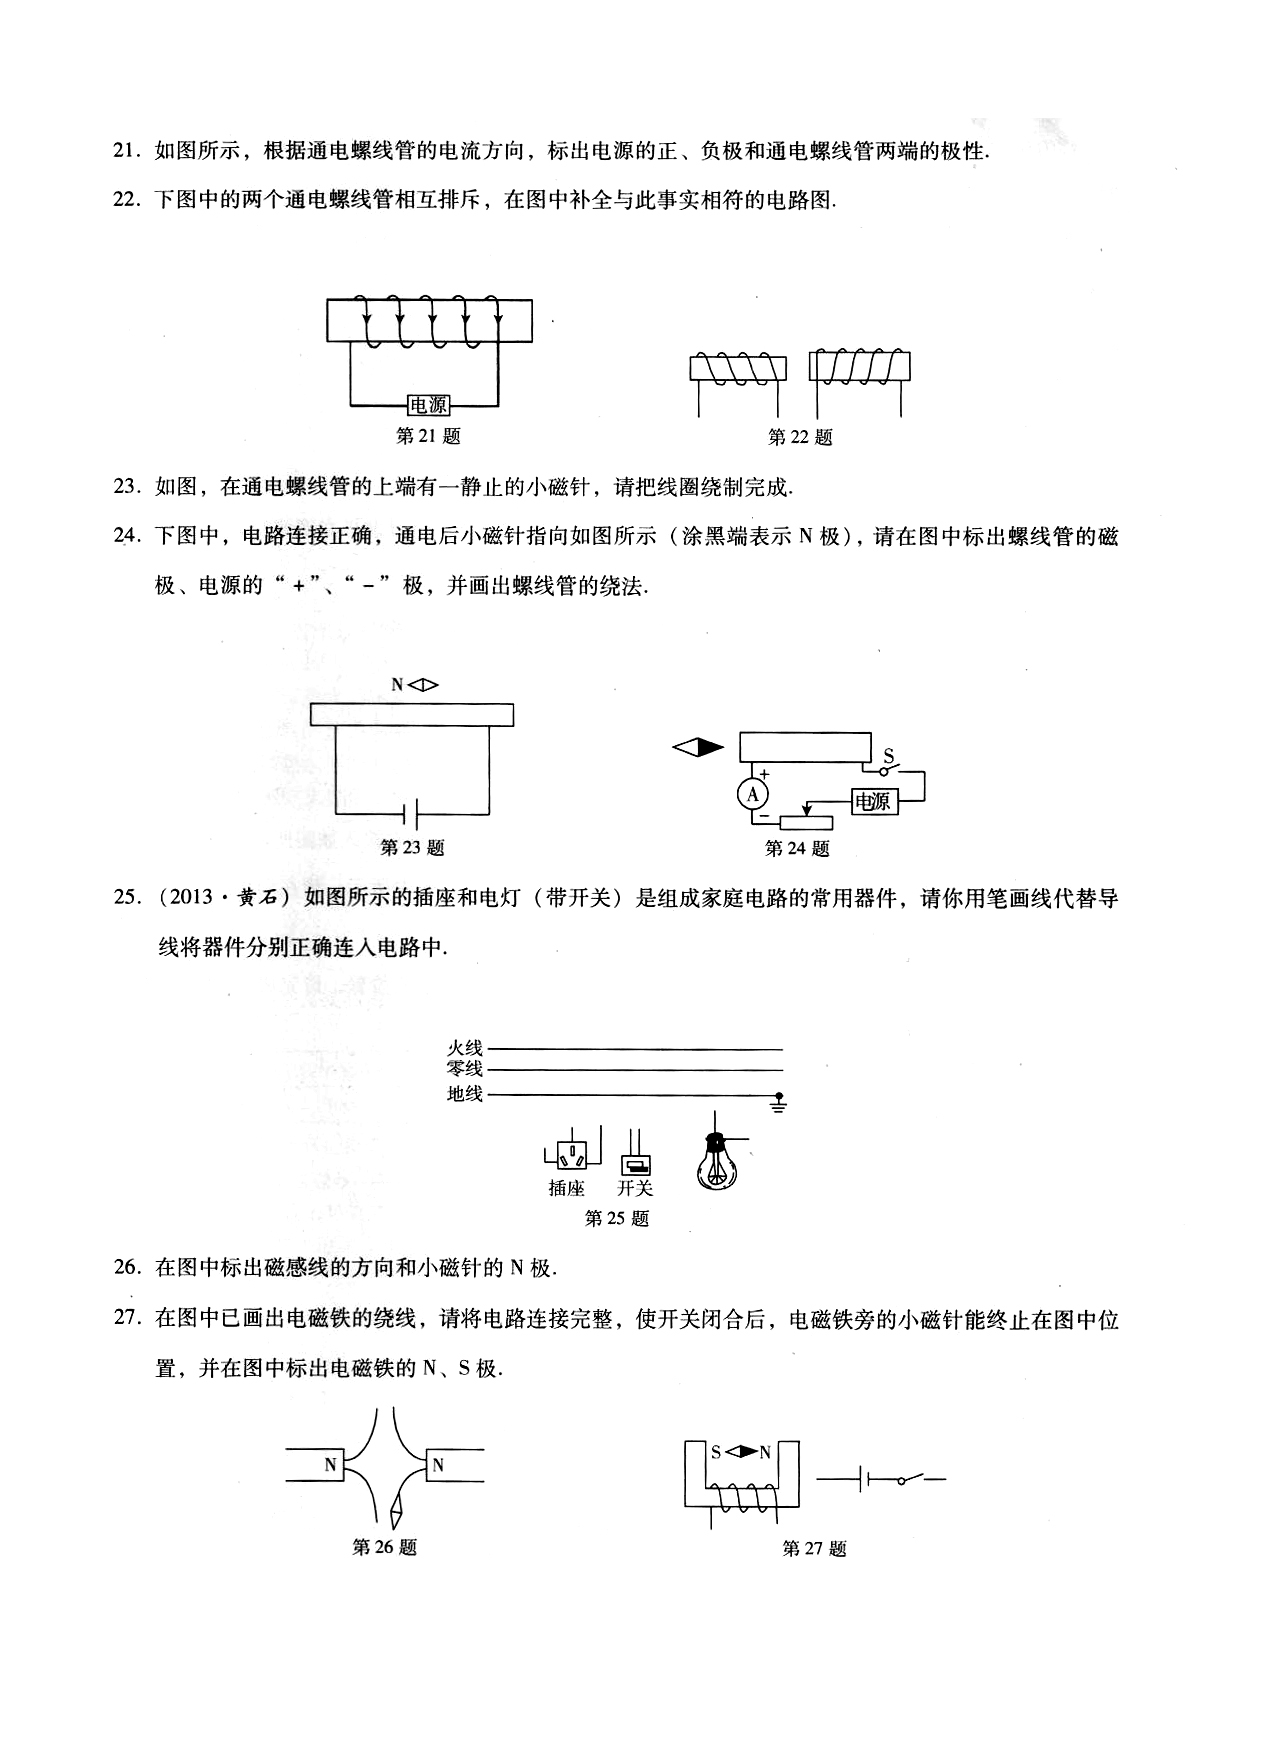 21. 如图所示，根据通电螺线管的电流方向，标出电源的正、负极和通电螺线管两端的极性.
22. 下图中的两个通电螺线管相互排斥，在图中补全与此事实相符的电路图.
电源
第 21 题
第 22 题
23. 如图，在通电螺线管的上端有一静止的小磁针，请把线圈绕制完成.
24. 下图中，电路连接正确，通电后小磁针指向如图所示（涂黑端表示 N 极），请在图中标出螺线管的磁
极、电源的“+”、“-”极，并画出螺线管的绕法.
N
S
+
A
电源
-
第 23 题
第 24 题
25.（2013·黄石）如图所示的插座和电灯（带开关）是组成家庭电路的常用器件，请你用笔画线代替导
线将器件分别正确连入电路中.
火线
零线
地线
插座 开关
第 25 题
26. 在图中标出磁感线的方向和小磁针的 N 极.
27. 在图中已画出电磁铁的绕线，请将电路连接完整，使开关闭合后，电磁铁旁的小磁针能终止在图中位
置，并在图中标出电磁铁的 N、S 极.
N N
S N
第 26 题
第 27 题